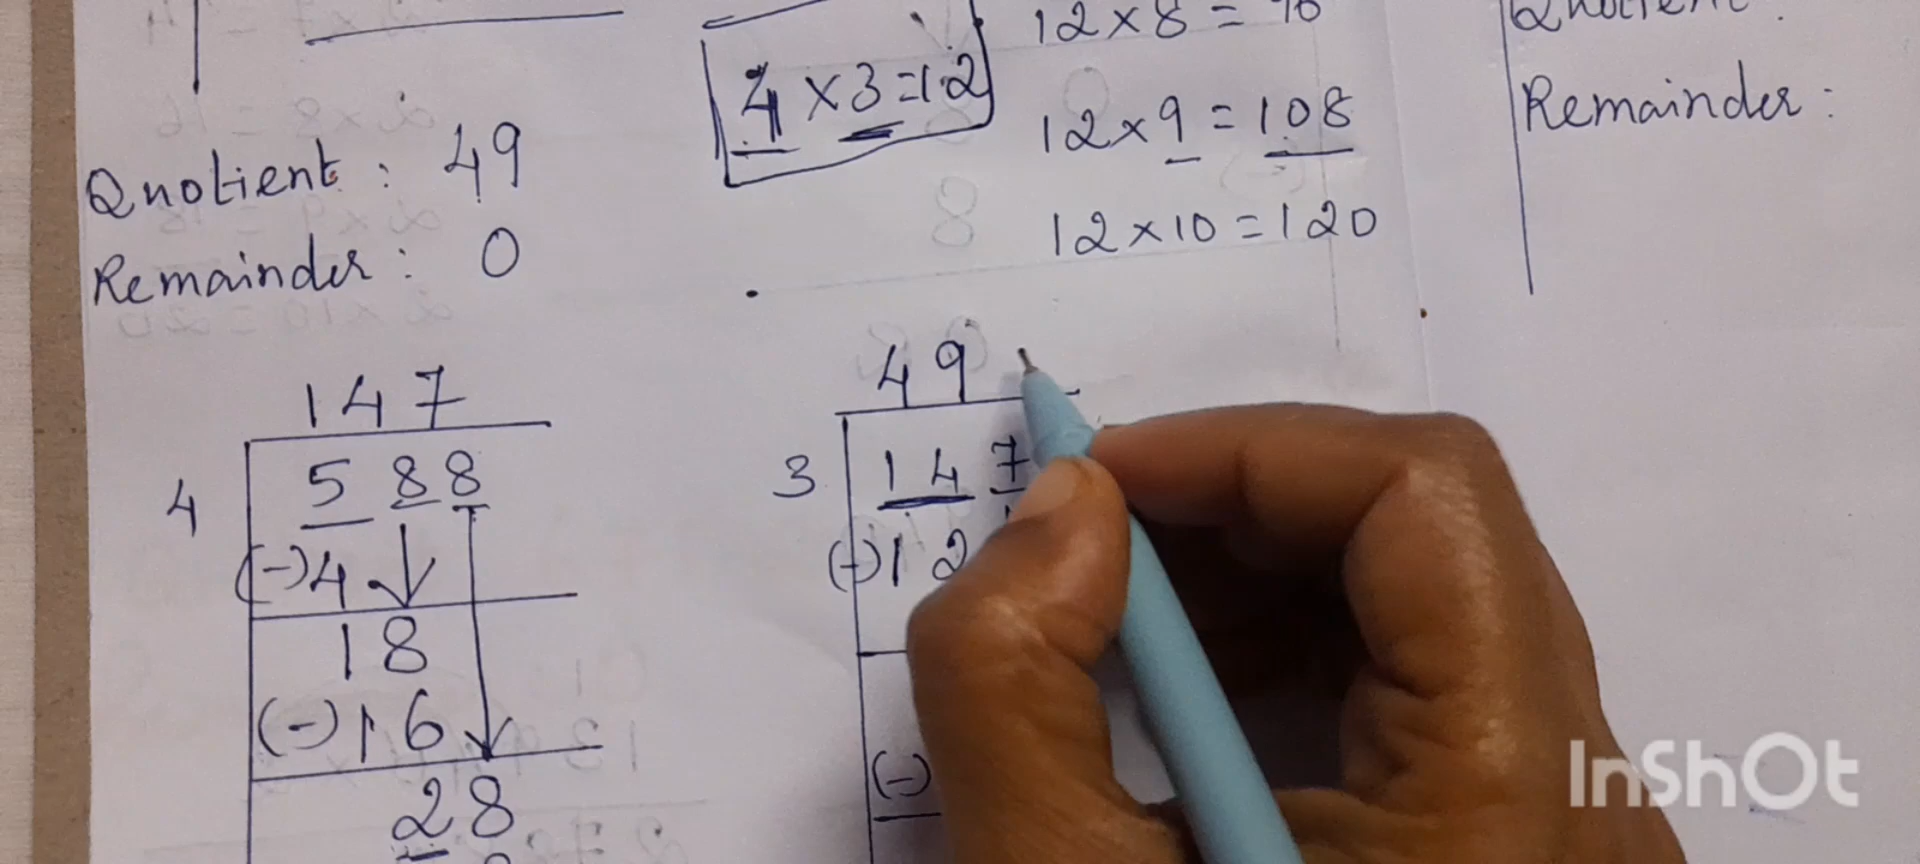 4 × 3 = 12
12 × 8 =
12 × 9 = 108
12 × 10 = 120
Quotient : 49
Remainder : 0
Quotient :
Remainder :
147
4 588
(-) 4
18
(-) 16
28
49
3 147
(-) 12
(-)
InShOt